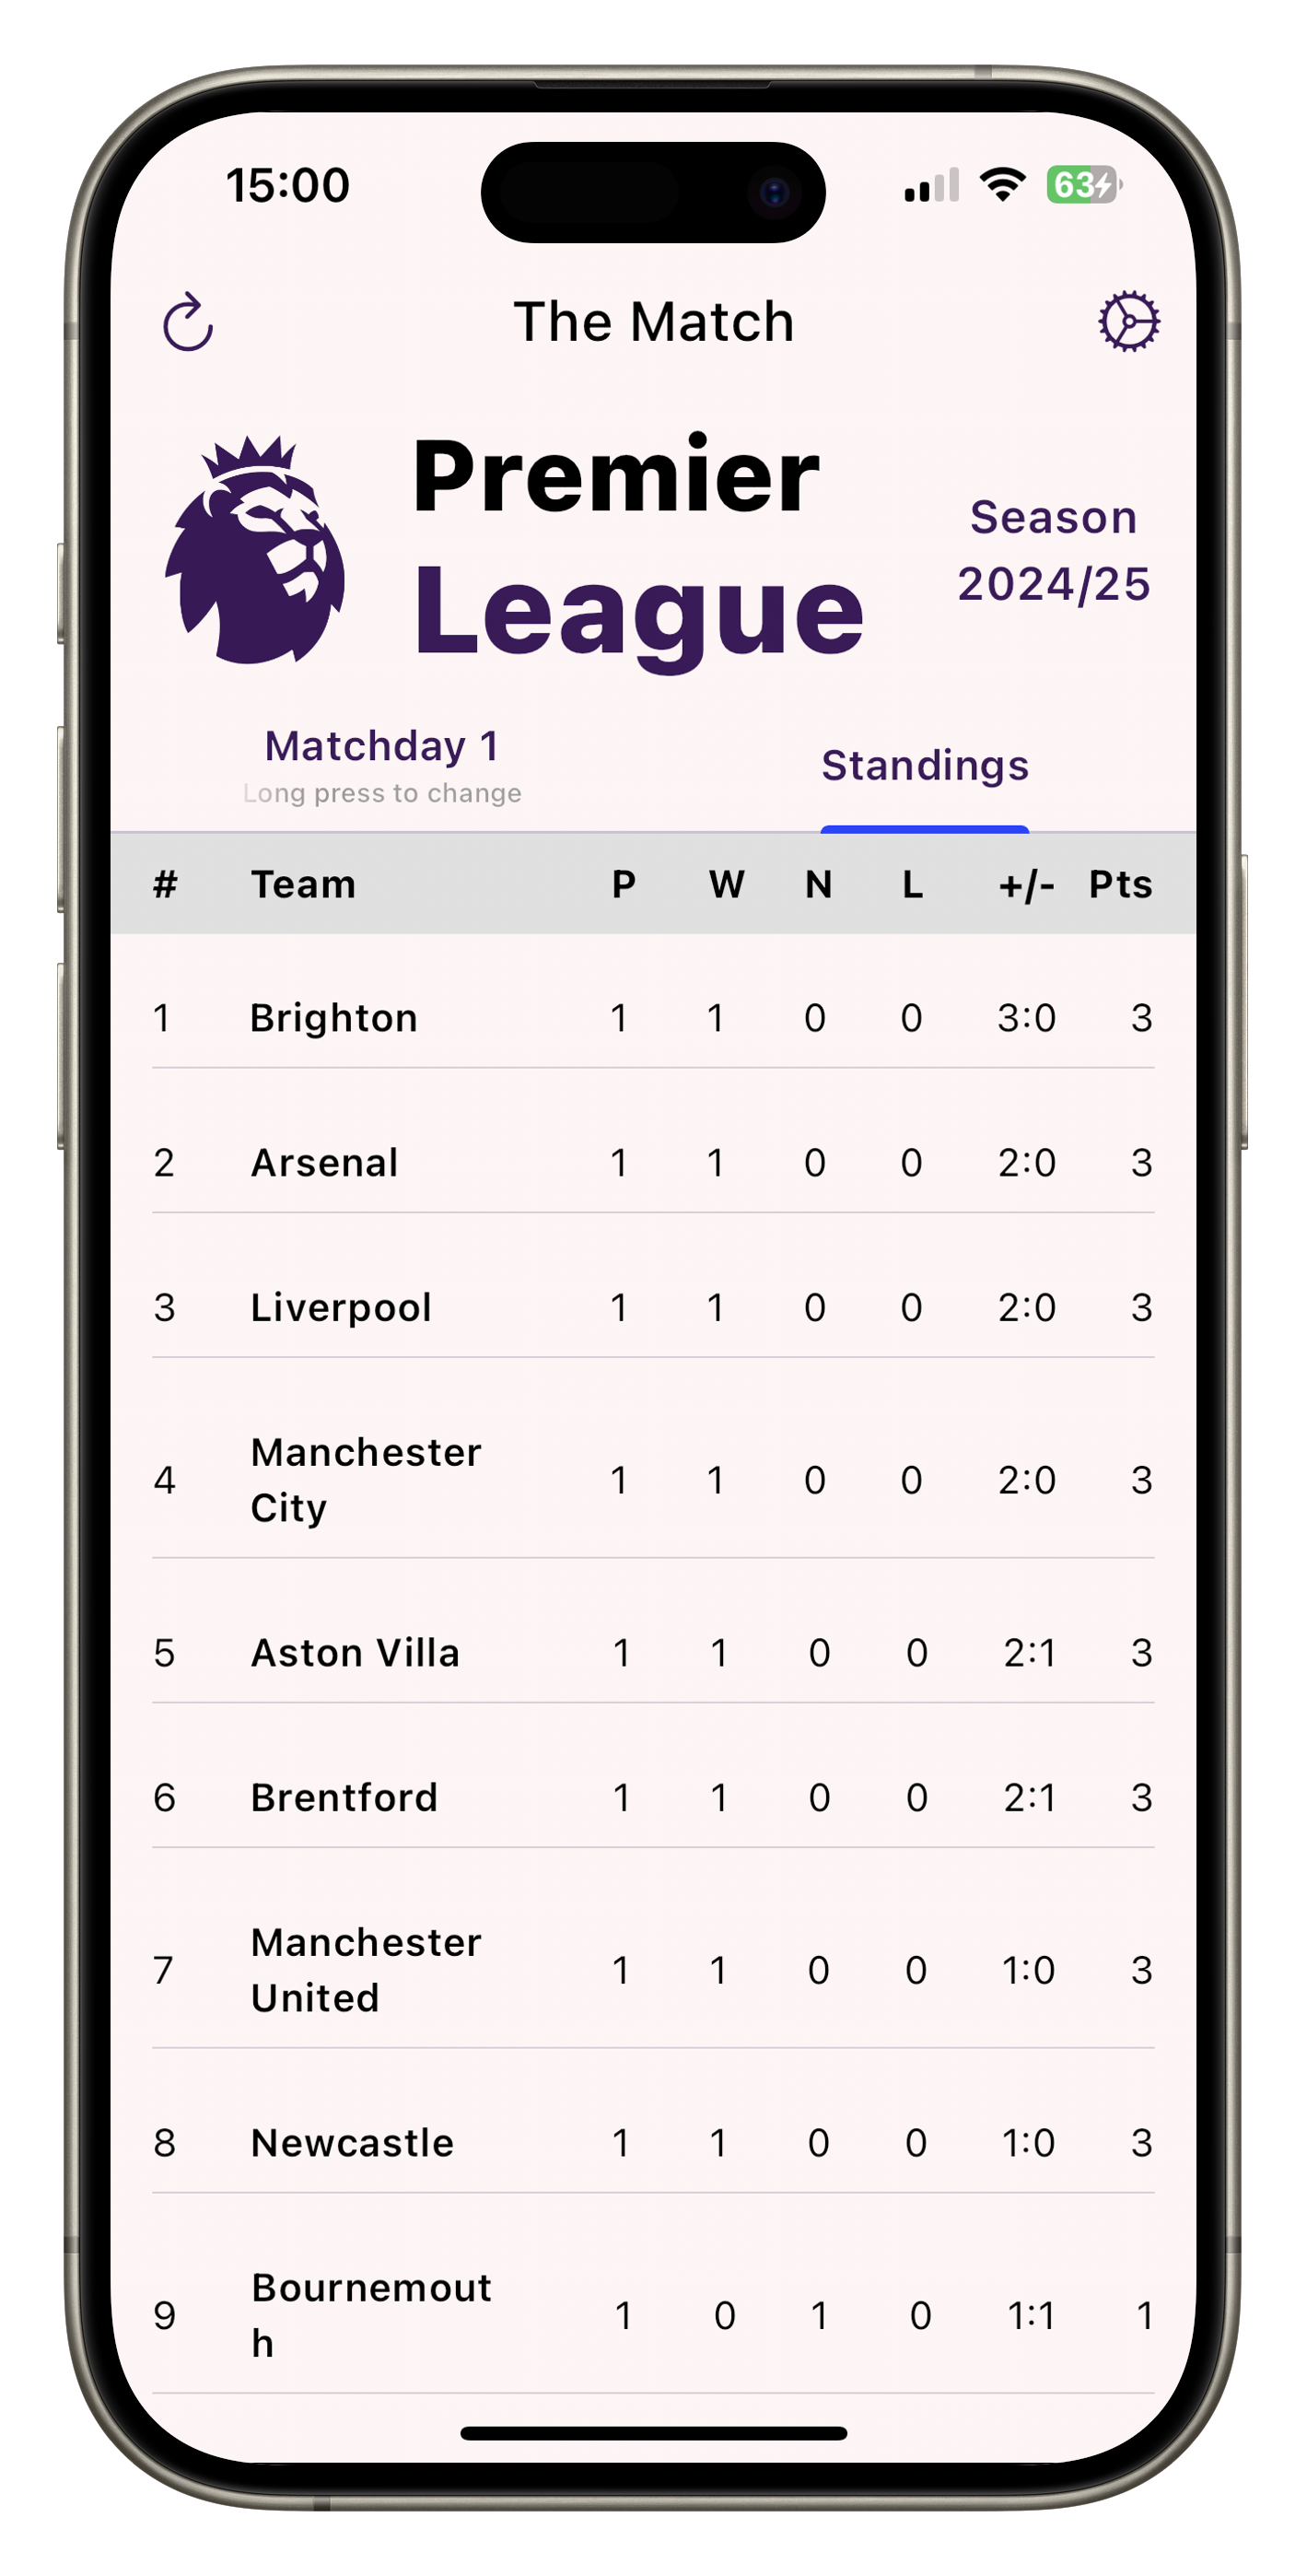 15:00
63
The Match
Premier
League
Season
2024/25
Matchday 1
Long press to change
Standings
# Team P W N L +/- Pts
1 Brighton 1 1 0 0 3:0 3
2 Arsenal 1 1 0 0 2:0 3
3 Liverpool 1 1 0 0 2:0 3
4 Manchester
City 1 1 0 0 2:0 3
5 Aston Villa 1 1 0 0 2:1 3
6 Brentford 1 1 0 0 2:1 3
7 Manchester
United 1 1 0 0 1:0 3
8 Newcastle 1 1 0 0 1:0 3
9 Bournemout
h 1 0 1 0 1:1 1